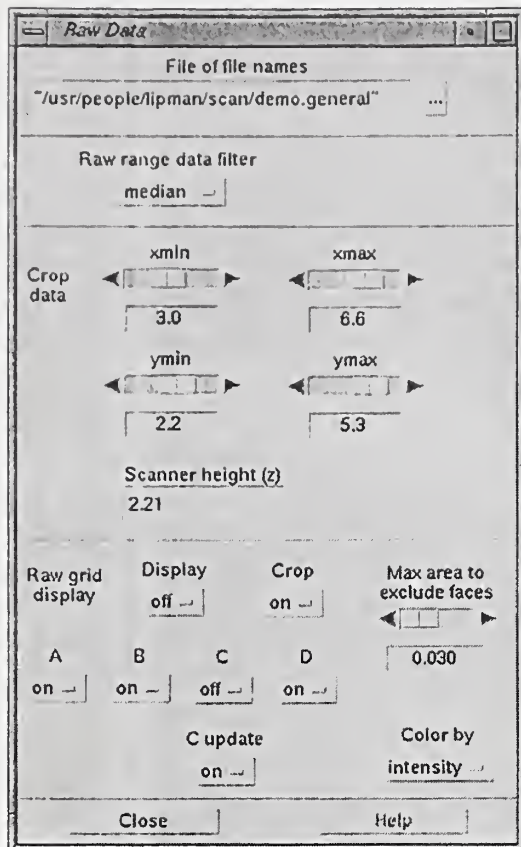 Raw Data
File of file names
"/usr/people/lipman/scan/demo.general" ...
Raw range data filter
median
Crop data
xmin xmax
3.0 6.6
ymin ymax
2.2 5.3
Scanner height (z)
2.21
Raw grid display
Display Crop
off on
Max area to exclude faces
0.030
A B C D
on on off on
C update
on
Color by
intensity
Close Help